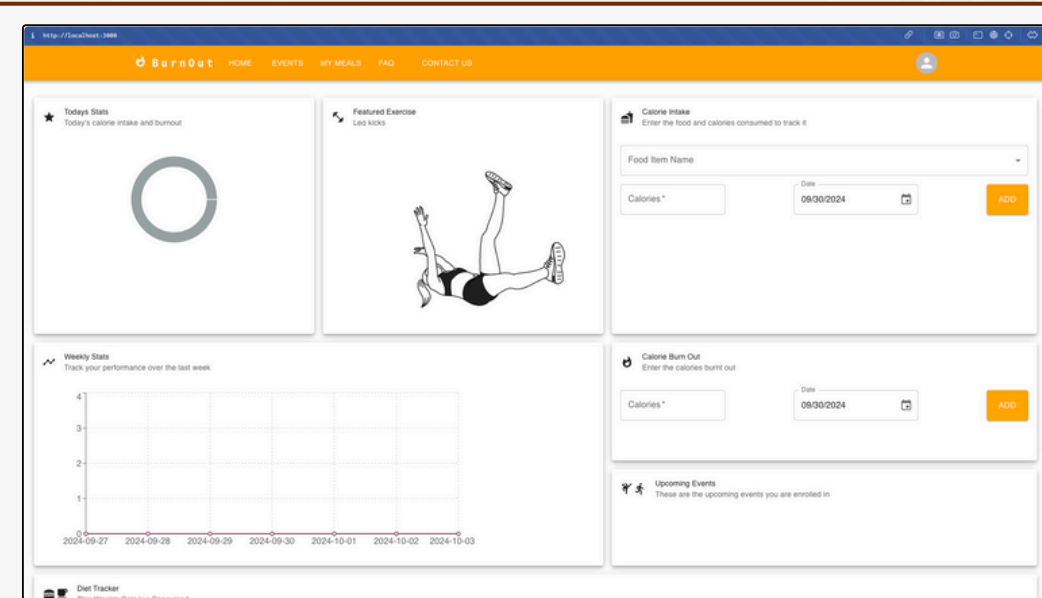 i http://localhost:3000
BurnOut HOME EVENTS MY MEALS FAQ CONTACT US
Todays Stats
Today's calorie intake and burnout
Featured Exercise
Leg kicks
Calorie Intake
Enter the food and calories consumed to track it
Food Item Name
Calories *
Date
09/30/2024
ADD
Weekly Stats
Track your performance over the last week
4
3
2
1
0
2024-09-27 2024-09-28 2024-09-29 2024-09-30 2024-10-01 2024-10-02 2024-10-03
Calorie Burn Out
Enter the calories burnt out
Calories *
Date
09/30/2024
ADD
Upcoming Events
These are the upcoming events you are enrolled in
Diet Tracker